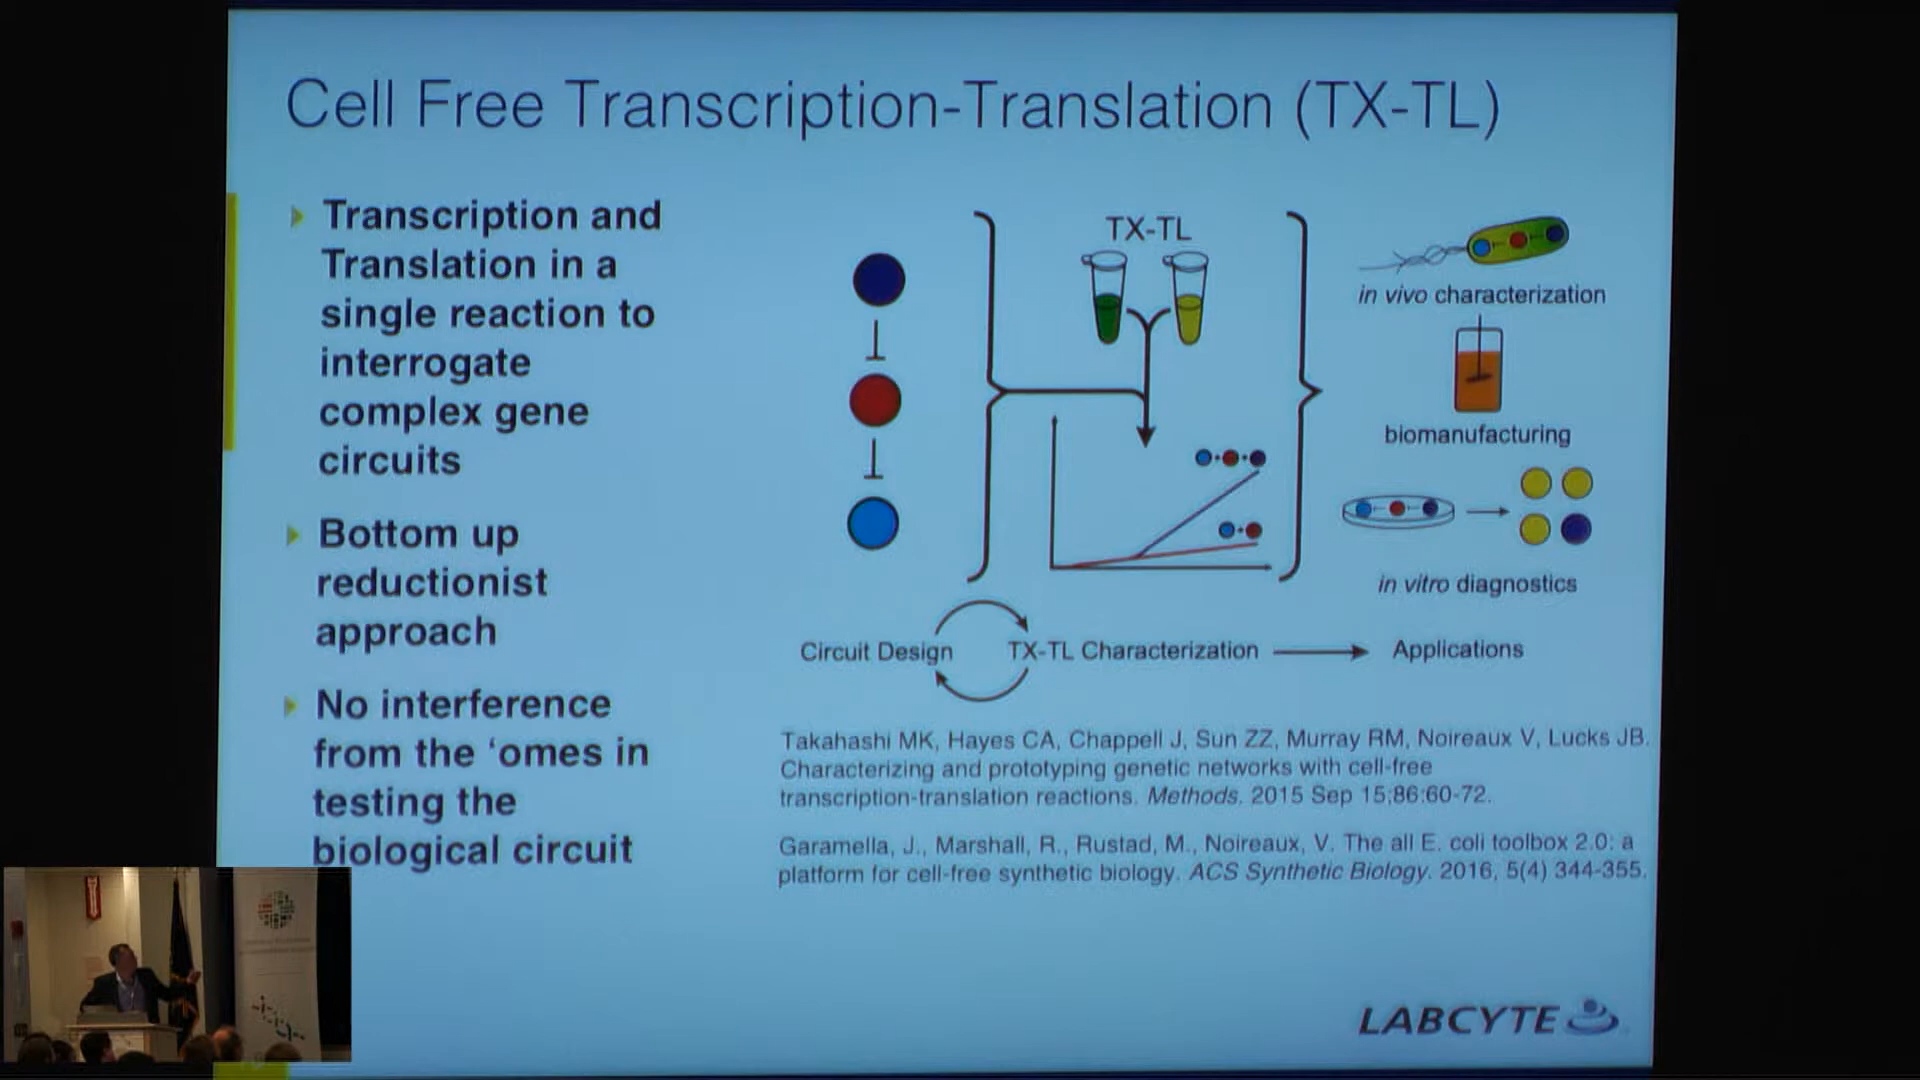 Cell Free Transcription-Translation (TX-TL)
Transcription and
Translation in a
single reaction to
interrogate
complex gene
circuits
Bottom up
reductionist
approach
No interference
from the ‘omes in
testing the
biological circuit
TX-TL
in vivo characterization
biomanufacturing
in vitro diagnostics
Circuit Design
TX-TL Characterization
Applications
Takahashi MK, Hayes CA, Chappell J, Sun ZZ, Murray RM, Noireaux V, Lucks JB.
Characterizing and prototyping genetic networks with cell-free
transcription-translation reactions. Methods. 2015 Sep 15;86:60-72.
Garamella, J., Marshall, R., Rustad, M., Noireaux, V. The all E. coli toolbox 2.0: a
platform for cell-free synthetic biology. ACS Synthetic Biology. 2016, 5(4) 344-355.
LABCYTE